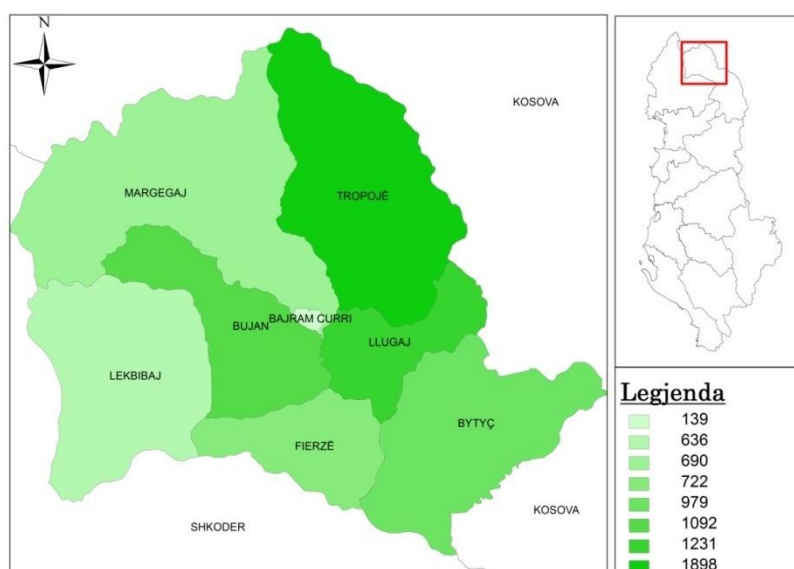 N
KOSOVA
MARGEGAJ
TROPOJË
BAJRAM CURRI
BUJAN
LLUGAJ
LEKBIBAJ
BYTYÇ
FIERZË
SHKODER
KOSOVA
Legjenda
139
636
690
722
979
1092
1231
1898